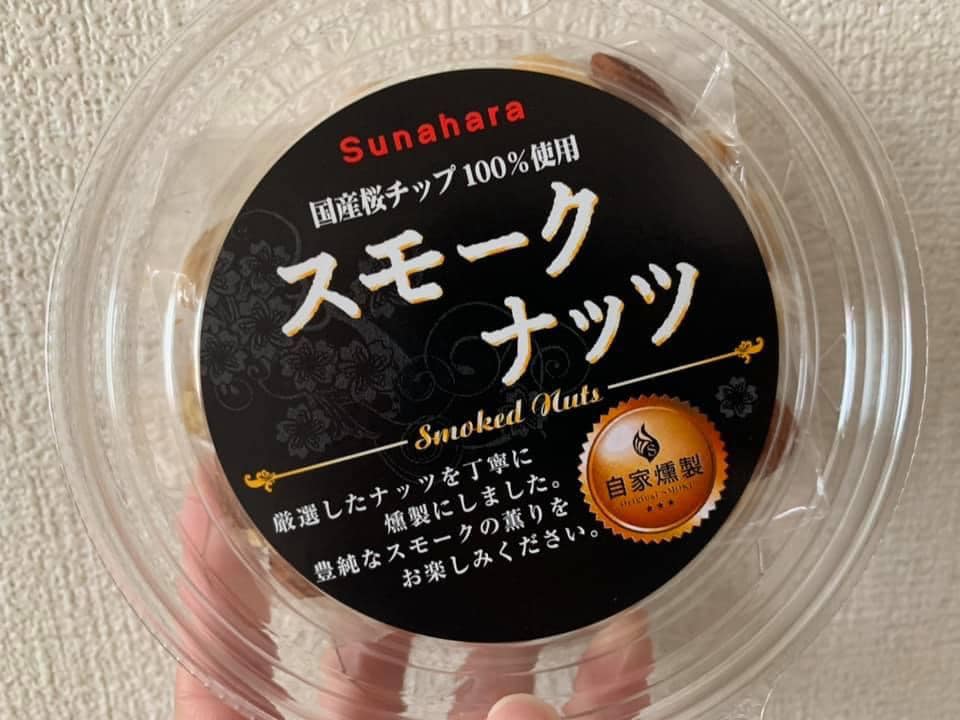 Sunahara
国産桜チップ100%使用
スモーク
ナッツ
Smoked Nuts
厳選したナッツを丁寧に
燻製にしました。
豊純なスモークの薫りを
お楽しみください。
自家燻製
Original SMOKE